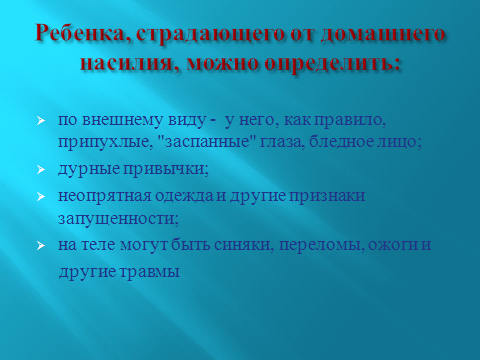 Ребенка, страдающего от домашнего
насилия, можно определить:
по внешнему виду - у него, как правило,
припухлые, "заспанные" глаза, бледное лицо;
дурные привычки;
неопрятная одежда и другие признаки
запущенности;
на теле могут быть синяки, переломы, ожоги и
другие травмы